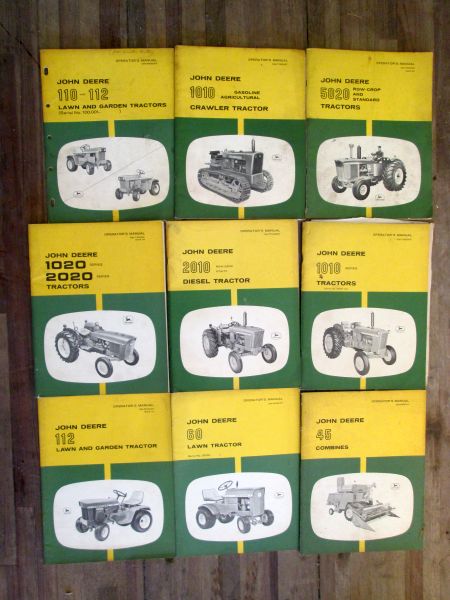 OPERATOR'S MANUAL
JOHN DEERE
110-112
LAWN AND GARDEN TRACTORS
OPERATOR'S MANUAL
JOHN DEERE
1010 GASOLINE AGRICULTURAL
CRAWLER TRACTOR
OPERATOR'S MANUAL
JOHN DEERE
5020 ROW-CROP AND STANDARD
TRACTORS
OPERATOR'S MANUAL
JOHN DEERE
1020 SERIES
2020 SERIES
TRACTORS
OPERATOR'S MANUAL
JOHN DEERE
2010
DIESEL TRACTOR
OPERATOR'S MANUAL
JOHN DEERE
1010 SERIES
TRACTORS
OPERATOR'S MANUAL
JOHN DEERE
112
LAWN AND GARDEN TRACTOR
OPERATOR'S MANUAL
JOHN DEERE
60
LAWN TRACTOR
OPERATOR'S MANUAL
JOHN DEERE
45
COMBINES